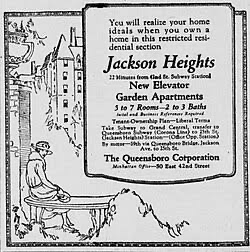 You will realize your home
ideals when you own a
home in this restricted resi-
dential section
Jackson Heights
22 Minutes from 42nd St. Subway Station
New Elevator
Garden Apartments
5 to 7 Rooms—2 to 3 Baths
Social and Business References Required
Tenant-Ownership Plan—Liberal Terms
Take Subway to Grand Central, transfer to
Queensboro Subway (Corona Line) to 25th St.
(Jackson Heights) Station—(Office Opp. Station)
By motor—59th via Queensboro Bridge, Jackson
Ave. to 25th St.
The Queensboro Corporation
Manhattan Office—50 East 42nd Street